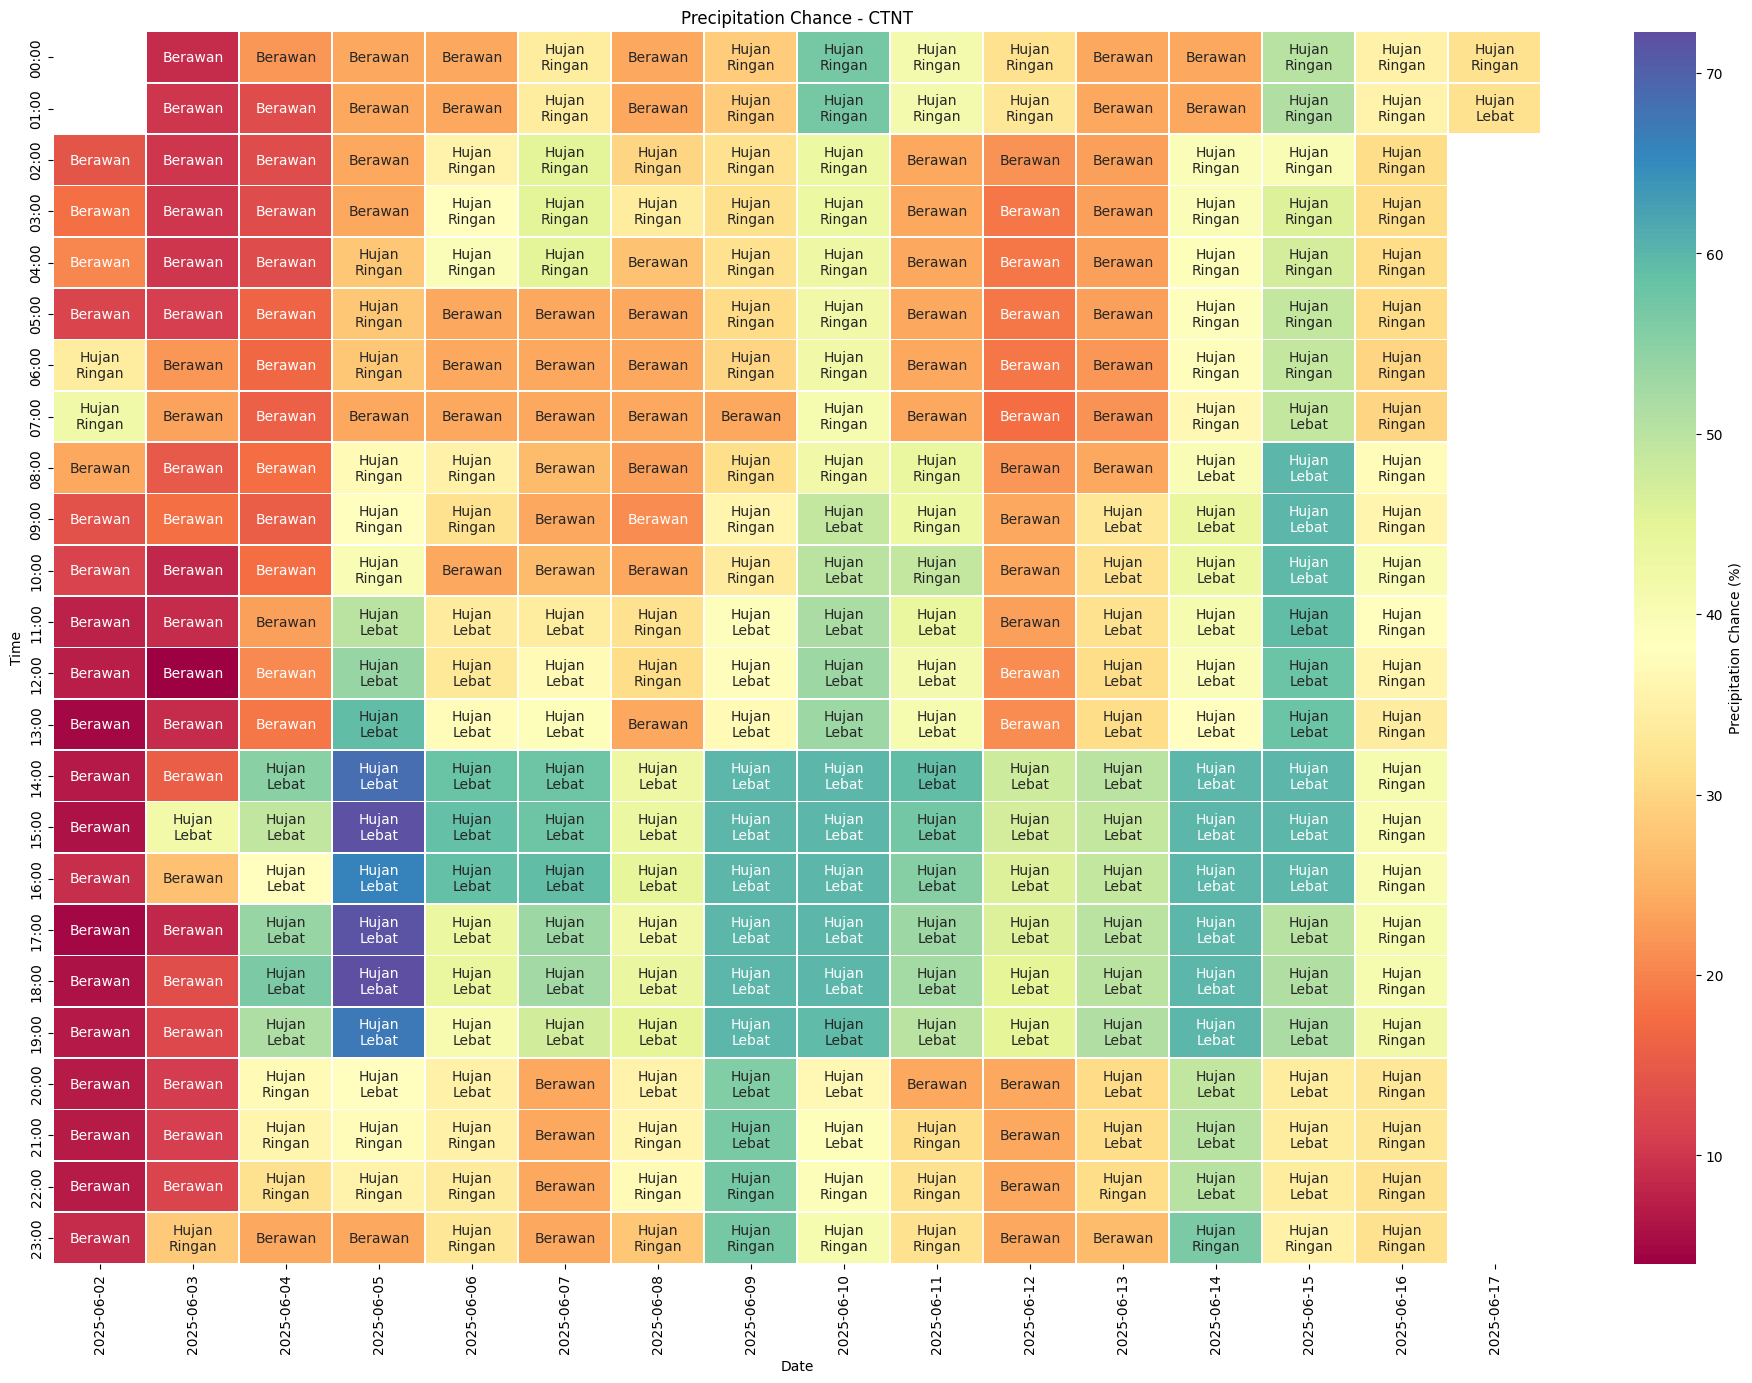 Precipitation Chance - CTNT
00:00 Berawan Berawan Berawan Berawan Hujan Ringan Berawan Hujan Ringan Hujan Ringan Hujan Ringan Hujan Ringan Berawan Berawan Hujan Ringan Hujan Ringan Hujan Ringan
01:00 Berawan Berawan Berawan Berawan Hujan Ringan Berawan Hujan Ringan Hujan Ringan Hujan Ringan Hujan Ringan Berawan Berawan Hujan Ringan Hujan Ringan Hujan Lebat
02:00 Berawan Berawan Berawan Berawan Hujan Ringan Hujan Ringan Hujan Ringan Hujan Ringan Hujan Ringan Berawan Berawan Berawan Hujan Ringan Hujan Ringan Hujan Ringan
03:00 Berawan Berawan Berawan Berawan Hujan Ringan Hujan Ringan Hujan Ringan Hujan Ringan Hujan Ringan Berawan Berawan Berawan Hujan Ringan Hujan Ringan Hujan Ringan
04:00 Berawan Berawan Berawan Hujan Ringan Hujan Ringan Hujan Ringan Berawan Hujan Ringan Hujan Ringan Berawan Berawan Berawan Hujan Ringan Hujan Ringan Hujan Ringan
05:00 Berawan Berawan Berawan Hujan Ringan Berawan Berawan Berawan Hujan Ringan Hujan Ringan Berawan Berawan Berawan Hujan Ringan Hujan Ringan Hujan Ringan
06:00 Hujan Ringan Berawan Berawan Hujan Ringan Berawan Berawan Berawan Hujan Ringan Hujan Ringan Berawan Berawan Berawan Hujan Ringan Hujan Ringan Hujan Ringan
07:00 Hujan Ringan Berawan Berawan Berawan Berawan Berawan Berawan Berawan Hujan Ringan Berawan Berawan Berawan Hujan Ringan Hujan Lebat Hujan Ringan
08:00 Berawan Berawan Berawan Hujan Ringan Hujan Ringan Berawan Berawan Hujan Ringan Hujan Ringan Hujan Ringan Berawan Berawan Hujan Lebat Hujan Lebat Hujan Ringan
09:00 Berawan Berawan Berawan Hujan Ringan Hujan Ringan Berawan Berawan Hujan Ringan Hujan Lebat Hujan Ringan Berawan Hujan Lebat Hujan Lebat Hujan Lebat Hujan Ringan
10:00 Berawan Berawan Berawan Hujan Ringan Berawan Berawan Berawan Hujan Ringan Hujan Lebat Hujan Ringan Berawan Hujan Lebat Hujan Lebat Hujan Lebat Hujan Ringan
11:00 Berawan Berawan Berawan Hujan Lebat Hujan Lebat Hujan Lebat Hujan Ringan Hujan Lebat Hujan Lebat Hujan Lebat Berawan Hujan Lebat Hujan Lebat Hujan Lebat Hujan Ringan
12:00 Berawan Berawan Berawan Hujan Lebat Hujan Lebat Hujan Lebat Hujan Ringan Hujan Lebat Hujan Lebat Hujan Lebat Berawan Hujan Lebat Hujan Lebat Hujan Lebat Hujan Ringan
13:00 Berawan Berawan Berawan Hujan Lebat Hujan Lebat Hujan Lebat Berawan Hujan Lebat Hujan Lebat Hujan Lebat Berawan Hujan Lebat Hujan Lebat Hujan Lebat Hujan Ringan
14:00 Berawan Berawan Hujan Lebat Hujan Lebat Hujan Lebat Hujan Lebat Hujan Lebat Hujan Lebat Hujan Lebat Hujan Lebat Hujan Lebat Hujan Lebat Hujan Lebat Hujan Lebat Hujan Ringan
15:00 Berawan Hujan Lebat Hujan Lebat Hujan Lebat Hujan Lebat Hujan Lebat Hujan Lebat Hujan Lebat Hujan Lebat Hujan Lebat Hujan Lebat Hujan Lebat Hujan Lebat Hujan Lebat Hujan Ringan
16:00 Berawan Berawan Hujan Lebat Hujan Lebat Hujan Lebat Hujan Lebat Hujan Lebat Hujan Lebat Hujan Lebat Hujan Lebat Hujan Lebat Hujan Lebat Hujan Lebat Hujan Lebat Hujan Ringan
17:00 Berawan Berawan Hujan Lebat Hujan Lebat Hujan Lebat Hujan Lebat Hujan Lebat Hujan Lebat Hujan Lebat Hujan Lebat Hujan Lebat Hujan Lebat Hujan Lebat Hujan Lebat Hujan Ringan
18:00 Berawan Berawan Hujan Lebat Hujan Lebat Hujan Lebat Hujan Lebat Hujan Lebat Hujan Lebat Hujan Lebat Hujan Lebat Hujan Lebat Hujan Lebat Hujan Lebat Hujan Lebat Hujan Ringan
19:00 Berawan Berawan Hujan Lebat Hujan Lebat Hujan Lebat Hujan Lebat Hujan Lebat Hujan Lebat Hujan Lebat Hujan Lebat Hujan Lebat Hujan Lebat Hujan Lebat Hujan Lebat Hujan Ringan
20:00 Berawan Berawan Hujan Ringan Hujan Lebat Hujan Lebat Berawan Hujan Lebat Hujan Lebat Hujan Lebat Berawan Berawan Hujan Lebat Hujan Lebat Hujan Lebat Hujan Ringan
21:00 Berawan Berawan Hujan Ringan Hujan Ringan Hujan Ringan Berawan Hujan Ringan Hujan Lebat Hujan Lebat Hujan Ringan Berawan Hujan Lebat Hujan Lebat Hujan Lebat Hujan Ringan
22:00 Berawan Berawan Hujan Ringan Hujan Ringan Hujan Ringan Berawan Hujan Ringan Hujan Ringan Hujan Ringan Hujan Ringan Berawan Hujan Ringan Hujan Lebat Hujan Lebat Hujan Ringan
23:00 Berawan Hujan Ringan Berawan Berawan Hujan Ringan Berawan Hujan Ringan Hujan Ringan Hujan Ringan Hujan Ringan Berawan Berawan Hujan Ringan Hujan Ringan Hujan Ringan
Time
2025-06-02 2025-06-03 2025-06-04 2025-06-05 2025-06-06 2025-06-07 2025-06-08 2025-06-09 2025-06-10 2025-06-11 2025-06-12 2025-06-13 2025-06-14 2025-06-15 2025-06-16 2025-06-17
Date
70
60
50
40
30
20
10
Precipitation Chance (%)